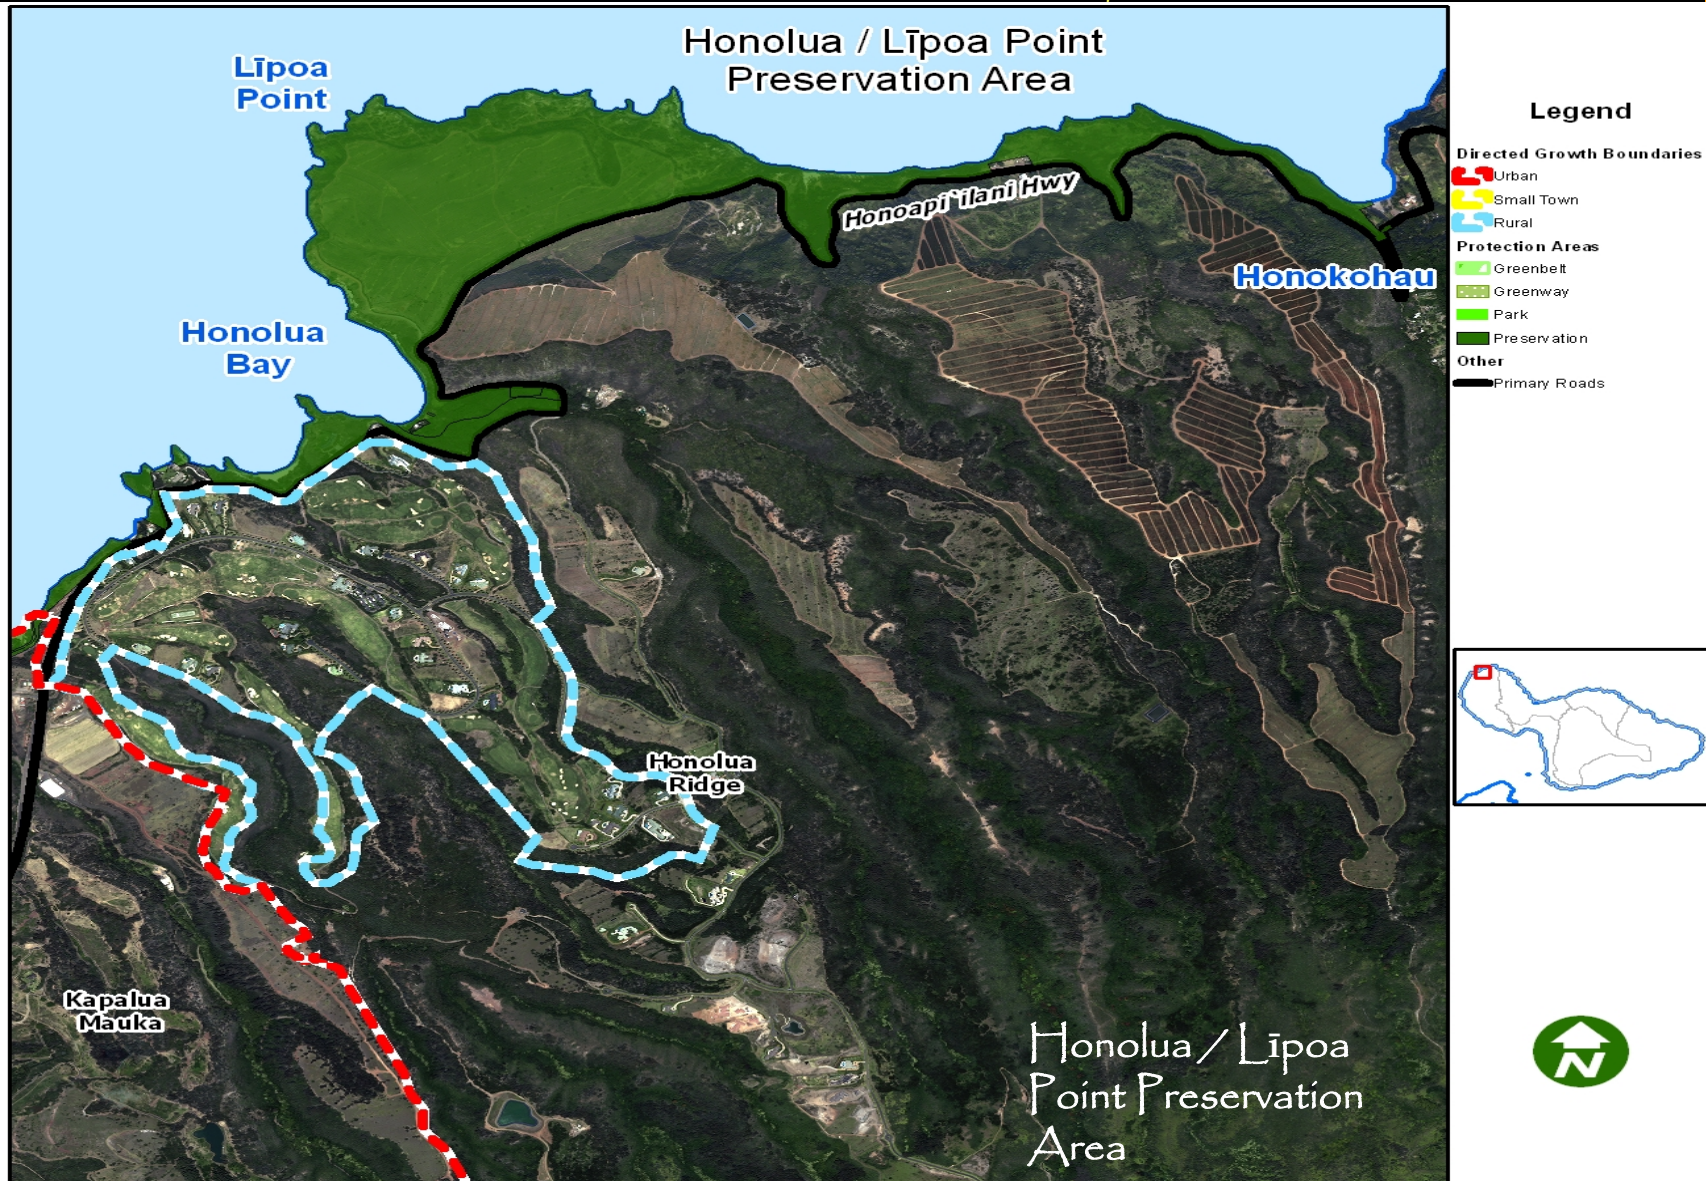 Honolua / Līpoa Point
Preservation Area
Līpoa
Point
Honoapi`ilani Hwy
Honokohau
Honolua
Bay
Honolua
Ridge
Kapalua
Mauka
Honolua / Līpoa
Point Preservation
Area
Legend
Directed Growth Boundaries
Urban
Small Town
Rural
Protection Areas
Greenbelt
Greenway
Park
Preservation
Other
Primary Roads
N